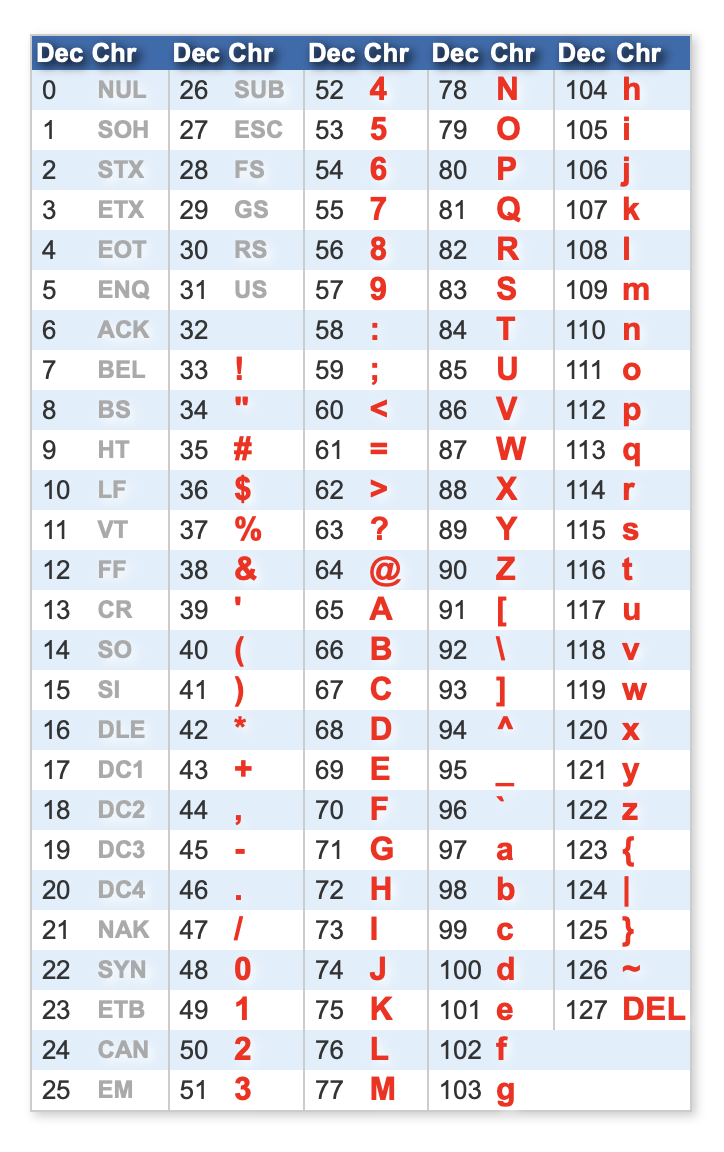 Dec Chr Dec Chr Dec Chr Dec Chr Dec Chr
0 NUL 26 SUB 52 4 78 N 104 h
1 SOH 27 ESC 53 5 79 O 105 i
2 STX 28 FS 54 6 80 P 106 j
3 ETX 29 GS 55 7 81 Q 107 k
4 EOT 30 RS 56 8 82 R 108 l
5 ENQ 31 US 57 9 83 S 109 m
6 ACK 32 58 : 84 T 110 n
7 BEL 33 ! 59 ; 85 U 111 o
8 BS 34 " 60 < 86 V 112 p
9 HT 35 # 61 = 87 W 113 q
10 LF 36 $ 62 > 88 X 114 r
11 VT 37 % 63 ? 89 Y 115 s
12 FF 38 & 64 @ 90 Z 116 t
13 CR 39 ' 65 A 91 [ 117 u
14 SO 40 ( 66 B 92 \ 118 v
15 SI 41 ) 67 C 93 ] 119 w
16 DLE 42 * 68 D 94 ^ 120 x
17 DC1 43 + 69 E 95 _ 121 y
18 DC2 44 , 70 F 96 ` 122 z
19 DC3 45 - 71 G 97 a 123 {
20 DC4 46 . 72 H 98 b 124 |
21 NAK 47 / 73 I 99 c 125 }
22 SYN 48 0 74 J 100 d 126 ~
23 ETB 49 1 75 K 101 e 127 DEL
24 CAN 50 2 76 L 102 f
25 EM 51 3 77 M 103 g